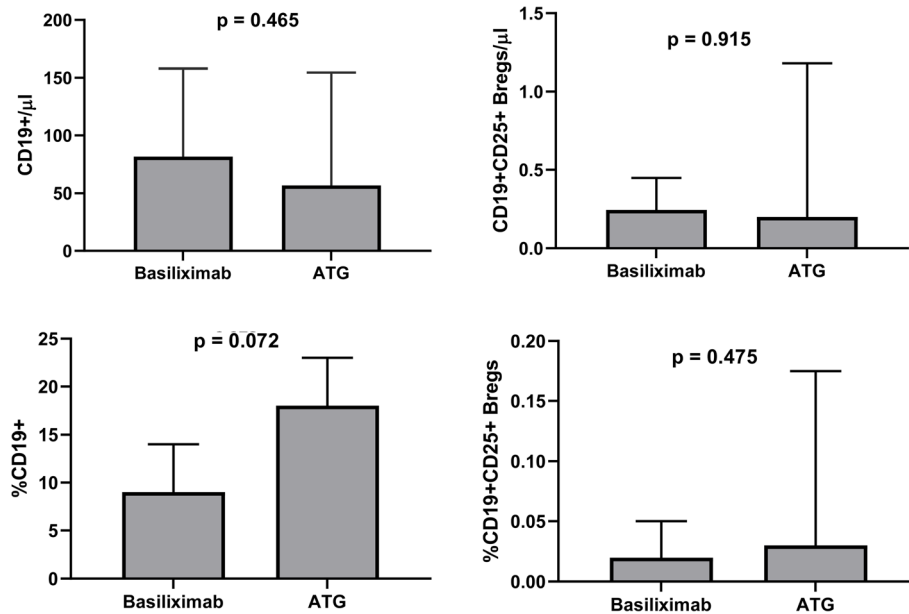 p = 0.465
CD19+/µl
200
150
100
50
0
Basiliximab ATG
p = 0.915
CD19+CD25+ Bregs/µl
1.5
1.0
0.5
0.0
Basiliximab ATG
p = 0.072
%CD19+
25
20
15
10
5
0
Basiliximab ATG
p = 0.475
%CD19+CD25+ Bregs
0.20
0.15
0.10
0.05
0.00
Basiliximab ATG